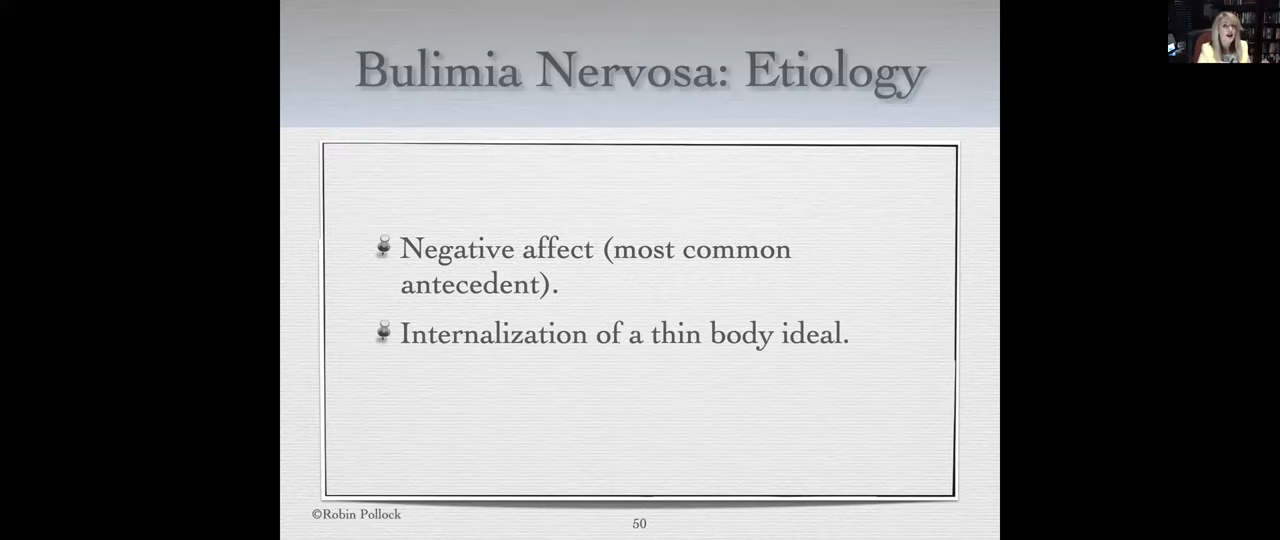 Bulimia Nervosa: Etiology
Negative affect (most common
antecedent).
Internalization of a thin body ideal.
©Robin Pollock
50